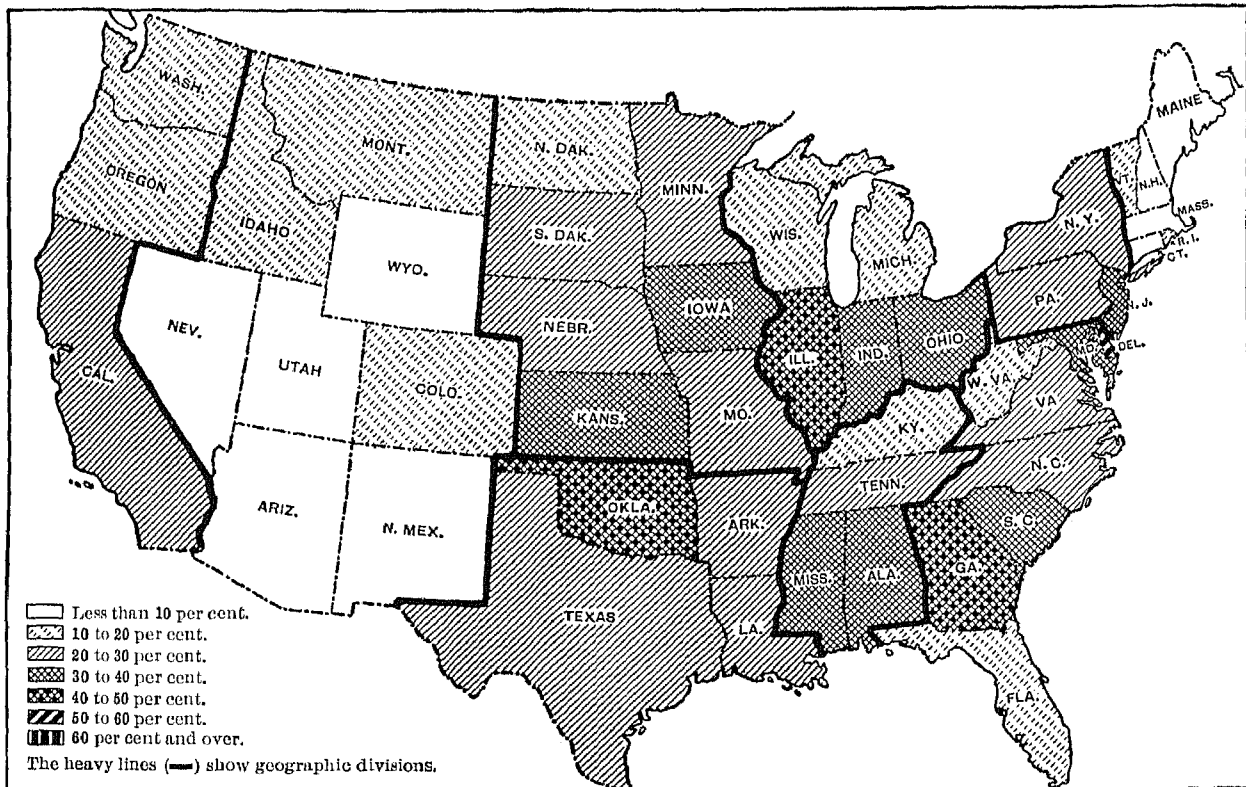 WASH.
OREGON
CAL.
IDAHO
NEV.
MONT.
WYO.
UTAH
COLO.
ARIZ.
N. MEX.
N. DAK.
S. DAK.
NEBR.
KANS.
OKLA.
TEXAS
MINN.
IOWA
MO.
ARK.
LA.
WIS.
ILL.
MICH.
IND.
OHIO
KY.
TENN.
MISS.
ALA.
GA.
FLA.
S. C.
N. C.
VA
W. VA.
MD.
DEL.
PA.
N. J.
N. Y.
CT.
R. I.
MASS.
VT.
N.H.
MAINE
Less than 10 per cent.
10 to 20 per cent.
20 to 30 per cent.
30 to 40 per cent.
40 to 50 per cent.
50 to 60 per cent.
60 per cent and over.
The heavy lines (▬) show geographic divisions.